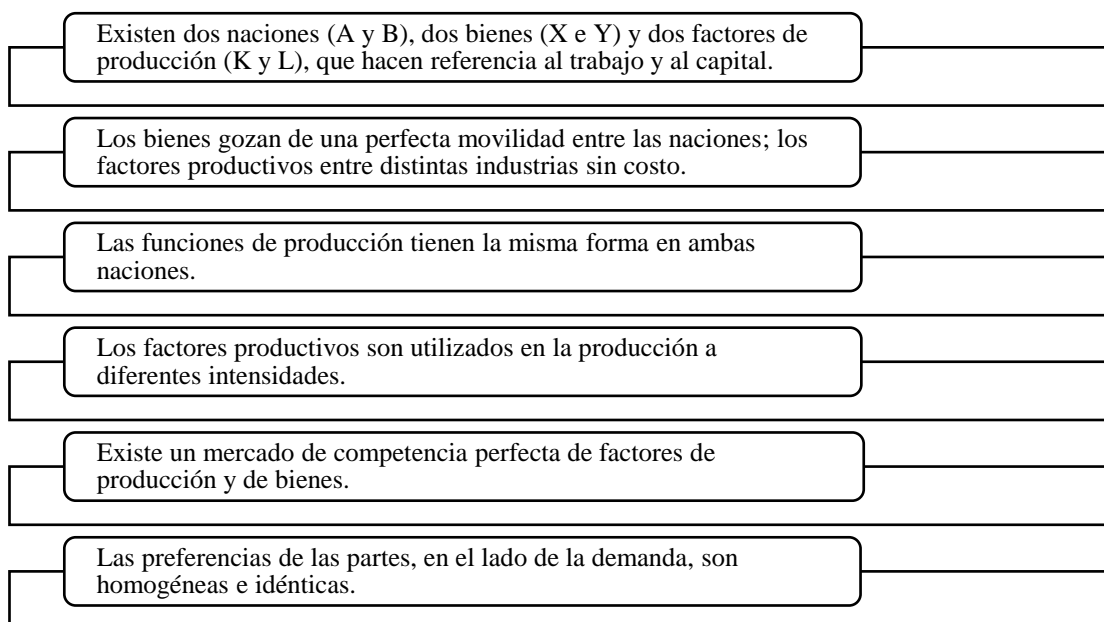 Existen dos naciones (A y B), dos bienes (X e Y) y dos factores de
producción (K y L), que hacen referencia al trabajo y al capital.
Los bienes gozan de una perfecta movilidad entre las naciones; los
factores productivos entre distintas industrias sin costo.
Las funciones de producción tienen la misma forma en ambas
naciones.
Los factores productivos son utilizados en la producción a
diferentes intensidades.
Existe un mercado de competencia perfecta de factores de
producción y de bienes.
Las preferencias de las partes, en el lado de la demanda, son
homogéneas e idénticas.